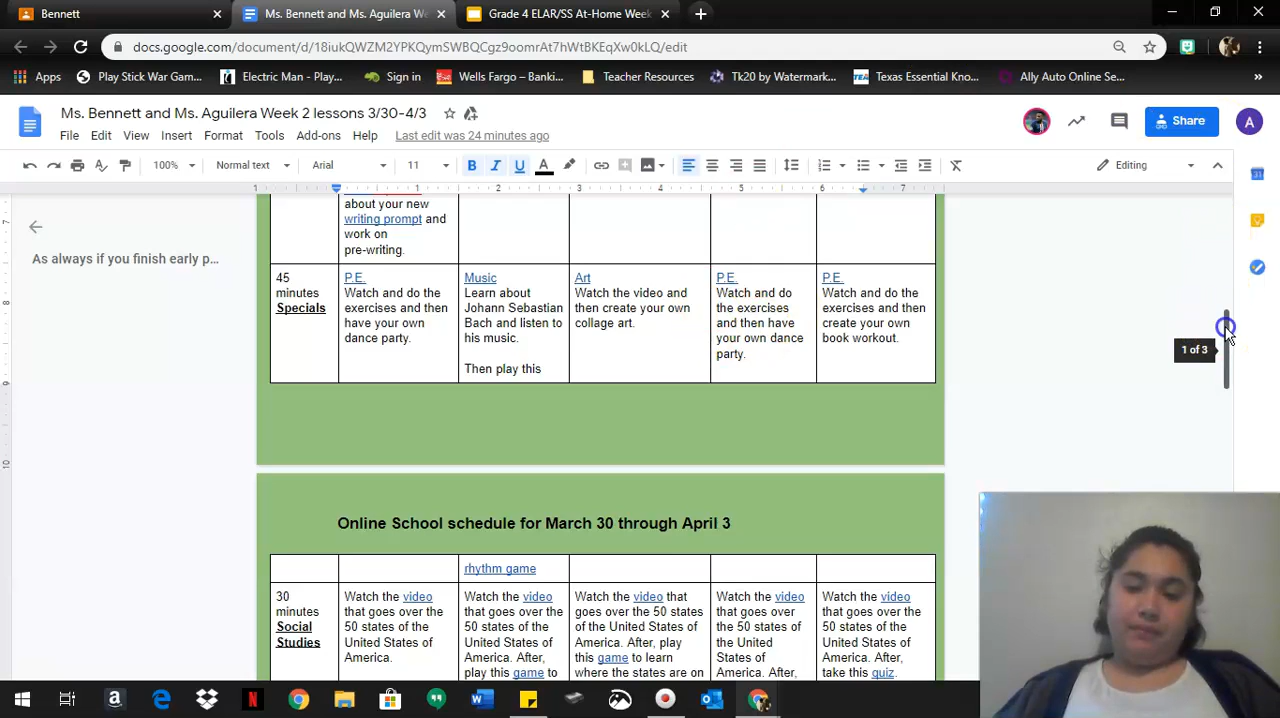 Bennett
Ms. Bennett and Ms. Aguilera We
Grade 4 ELAR/SS At-Home Week
docs.google.com/document/d/18iukQWZM2YPKQymSWBQCgz9oomrAt7hWtBKEqXw0kLQ/edit
Apps Play Stick War Gam... Electric Man - Play... Sign in Wells Fargo – Banki... Teacher Resources Tk20 by Watermark... TEA Texas Essential Kno... Ally Auto Online Se...
Ms. Bennett and Ms. Aguilera Week 2 lessons 3/30-4/3
Share A
File Edit View Insert Format Tools Add-ons Help Last edit was 24 minutes ago
100% Normal text Arial 11 B I U A Editing
1 1 2 3 4 5 6 7
As always if you finish early p...
about your new
writing prompt and
work on
pre-writing.
45
minutes
Specials
P.E.
Watch and do the
exercises and then
have your own
dance party.
Music
Learn about
Johann Sebastian
Bach and listen to
his music.
Then play this
Art
Watch the video and
then create your own
collage art.
P.E.
Watch and do
the exercises
and then have
your own dance
party.
P.E.
Watch and do the
exercises and then
create your own
book workout.
1 of 3
Online School schedule for March 30 through April 3
rhythm game
30
minutes
Social
Studies
Watch the video
that goes over the
50 states of the
United States of
America.
Watch the video
that goes over the
50 states of the
United States of
America. After,
play this game to
Watch the video that
goes over the 50 states
of the United States of
America. After, play
this game to learn
where the states are on
Watch the video
that goes over
the 50 states of
the United
States of
America. After,
Watch the video
that goes over the
50 states of the
United States of
America. After,
take this quiz.